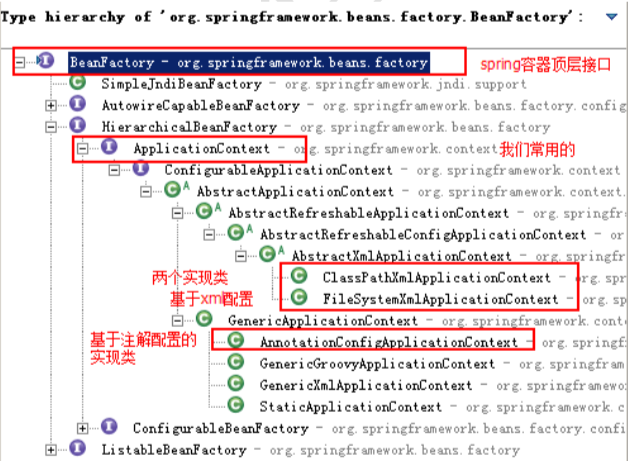 Type hierarchy of 'org.springframework.beans.factory.BeanFactory':
BeanFactory - org.springframework.beans.factory
spring容器顶层接口
SimpleJndiBeanFactory - org.springframework.jndi.support
AutowireCapableBeanFactory - org.springframework.beans.factory.config
HierarchicalBeanFactory - org.springframework.beans.factory
ApplicationContext - org.springframework.context
我们常用的
ConfigurableApplicationContext - org.springframework.context
AbstractApplicationContext - org.springframework.context.
AbstractRefreshableApplicationContext - org.springfr
AbstractRefreshableConfigApplicationContext - org.
AbstractXmlApplicationContext - org.springframewor
两个实现类
ClassPathXmlApplicationContext - org.sp
基于xml配置
FileSystemXmlApplicationContext - org.sp
GenericApplicationContext - org.springframework.cont
基于注解配置的
实现类
AnnotationConfigApplicationContext - org.springf
GenericGroovyApplicationContext - org.springfram
GenericXmlApplicationContext - org.springframewo
StaticApplicationContext - org.springframework.c
ConfigurableBeanFactory - org.springframework.beans.factory.confi
ListableBeanFactory - org.springframework.beans.factory